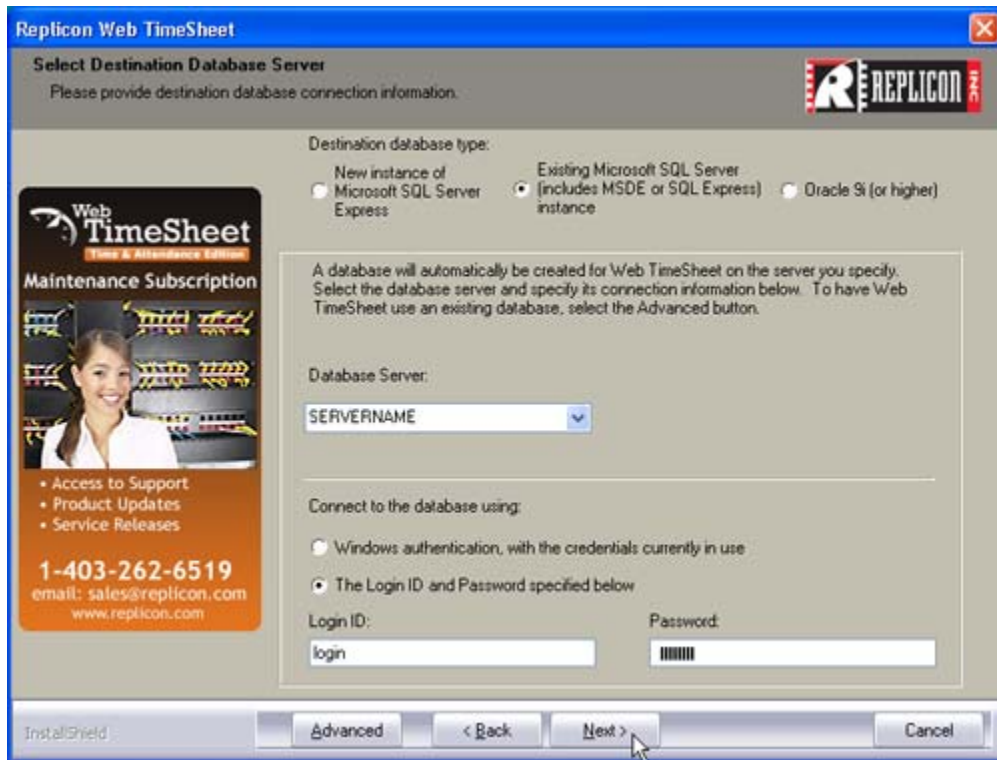 Replicon Web TimeSheet
Select Destination Database Server
Please provide destination database connection information.
REPLICON INC
Destination database type:
New instance of
Microsoft SQL Server
Express
Existing Microsoft SQL Server
(includes MSDE or SQL Express)
instance
Oracle 9i (or higher)
Web
TimeSheet
Time & Attendance Edition
Maintenance Subscription
• Access to Support
• Product Updates
• Service Releases
1-403-262-6519
email: sales@replicon.com
www.replicon.com
A database will automatically be created for Web TimeSheet on the server you specify.
Select the database server and specify its connection information below. To have Web
TimeSheet use an existing database, select the Advanced button.
Database Server:
SERVERNAME
Connect to the database using:
Windows authentication, with the credentials currently in use
The Login ID and Password specified below
Login ID:
Password:
login
InstallShield
Advanced
< Back
Next >
Cancel